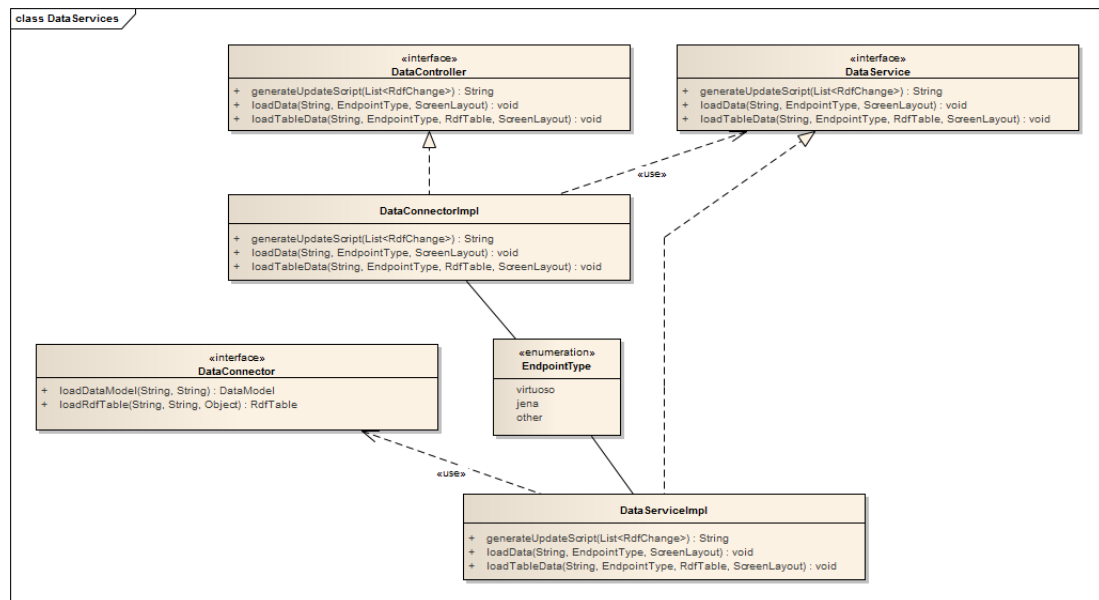 class DataServices
«interface»
DataController
+ generateUpdateScript(List<RdfChange>) : String
+ loadData(String, EndpointType, ScreenLayout) : void
+ loadTableData(String, EndpointType, RdfTable, ScreenLayout) : void
«interface»
DataService
+ generateUpdateScript(List<RdfChange>) : String
+ loadData(String, EndpointType, ScreenLayout) : void
+ loadTableData(String, EndpointType, RdfTable, ScreenLayout) : void
«use»
DataConnectorImpl
+ generateUpdateScript(List<RdfChange>) : String
+ loadData(String, EndpointType, ScreenLayout) : void
+ loadTableData(String, EndpointType, RdfTable, ScreenLayout) : void
«interface»
DataConnector
+ loadDataModel(String, String) : DataModel
+ loadRdfTable(String, String, Object) : RdfTable
«enumeration»
EndpointType
virtuoso
jena
other
«use»
DataServiceImpl
+ generateUpdateScript(List<RdfChange>) : String
+ loadData(String, EndpointType, ScreenLayout) : void
+ loadTableData(String, EndpointType, RdfTable, ScreenLayout) : void